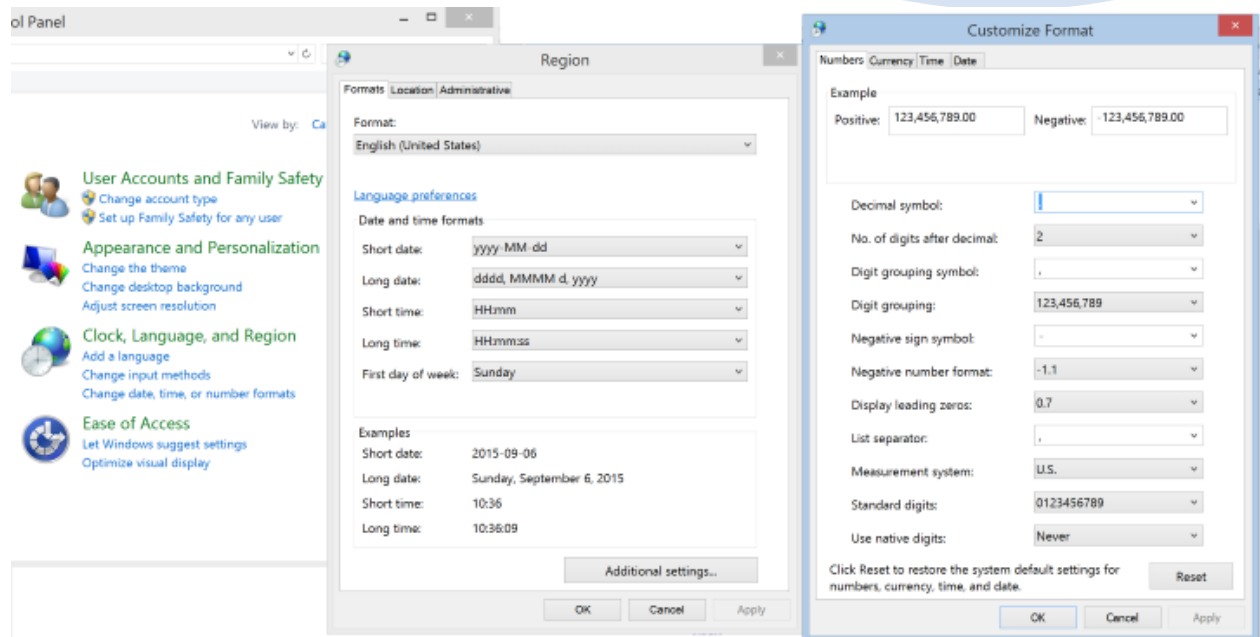 ol Panel
View by: Ca
User Accounts and Family Safety
Change account type
Set up Family Safety for any user
Appearance and Personalization
Change the theme
Change desktop background
Adjust screen resolution
Clock, Language, and Region
Add a language
Change input methods
Change date, time, or number formats
Ease of Access
Let Windows suggest settings
Optimize visual display
Region
Formats Location Administrative
Format:
English (United States)
Language preferences
Date and time formats
Short date: yyyy-MM-dd
Long date: dddd, MMMM d, yyyy
Short time: HH:mm
Long time: HH:mm:ss
First day of week: Sunday
Examples
Short date: 2015-09-06
Long date: Sunday, September 6, 2015
Short time: 10:36
Long time: 10:36:09
Additional settings...
OK Cancel Apply
Customize Format
Numbers Currency Time Date
Example
Positive: 123,456,789.00 Negative: -123,456,789.00
Decimal symbol: .
No. of digits after decimal: 2
Digit grouping symbol: ,
Digit grouping: 123,456,789
Negative sign symbol: -
Negative number format: -1.1
Display leading zeros: 0.7
List separator: ,
Measurement system: U.S.
Standard digits: 0123456789
Use native digits: Never
Click Reset to restore the system default settings for
numbers, currency, time, and date.
Reset
OK Cancel Apply